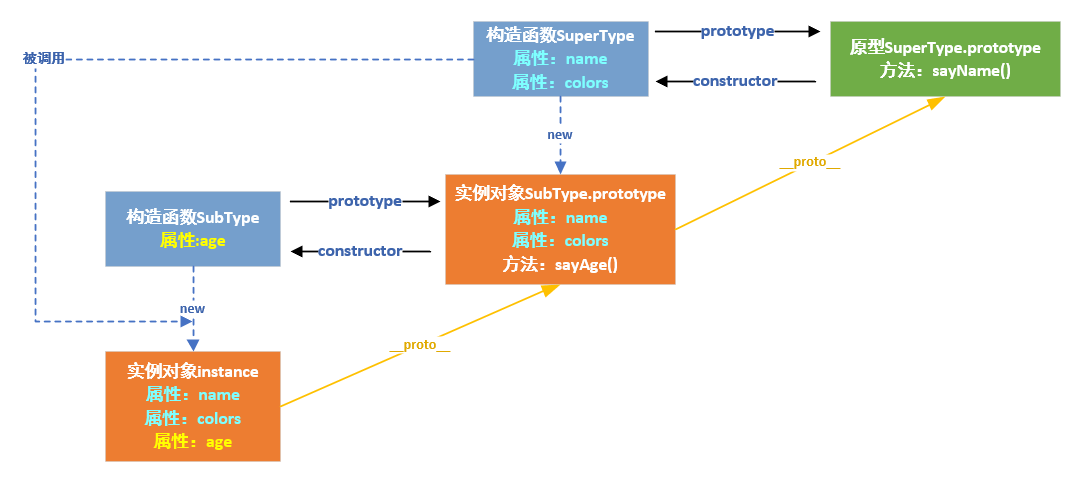 构造函数SuperType
属性：name
属性：colors
prototype
constructor
原型SuperType.prototype
方法：sayName()
被调用
new
__proto__
构造函数SubType
属性:age
prototype
constructor
实例对象SubType.prototype
属性：name
属性：colors
方法：sayAge()
new
__proto__
实例对象instance
属性：name
属性：colors
属性：age